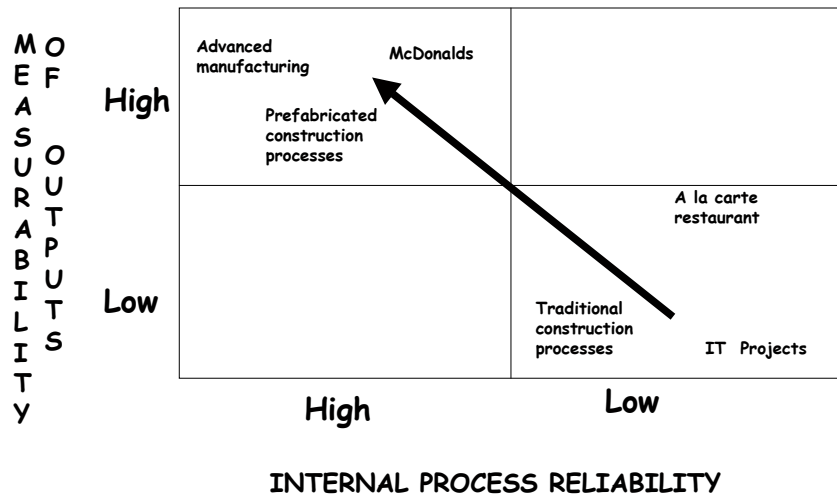 MEASURABILITY
OF OUTPUTS
High
Low
Advanced
manufacturing
McDonalds
Prefabricated
construction
processes
A la carte
restaurant
Traditional
construction
processes
IT Projects
High
Low
INTERNAL PROCESS RELIABILITY